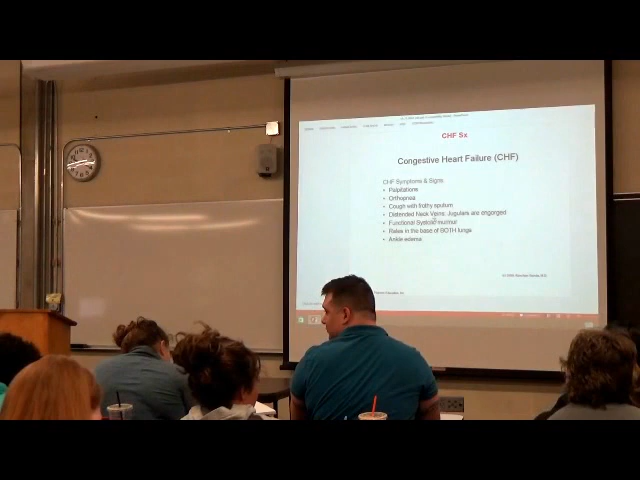 CHF Sx
Congestive Heart Failure (CHF)
CHF Symptoms & Signs
• Palpitations
• Orthopnea
• Cough with frothy sputum
• Distended Neck Veins: Jugulars are engorged
• Functional Systolic murmur
• Rales in the base of BOTH lungs
• Ankle edema